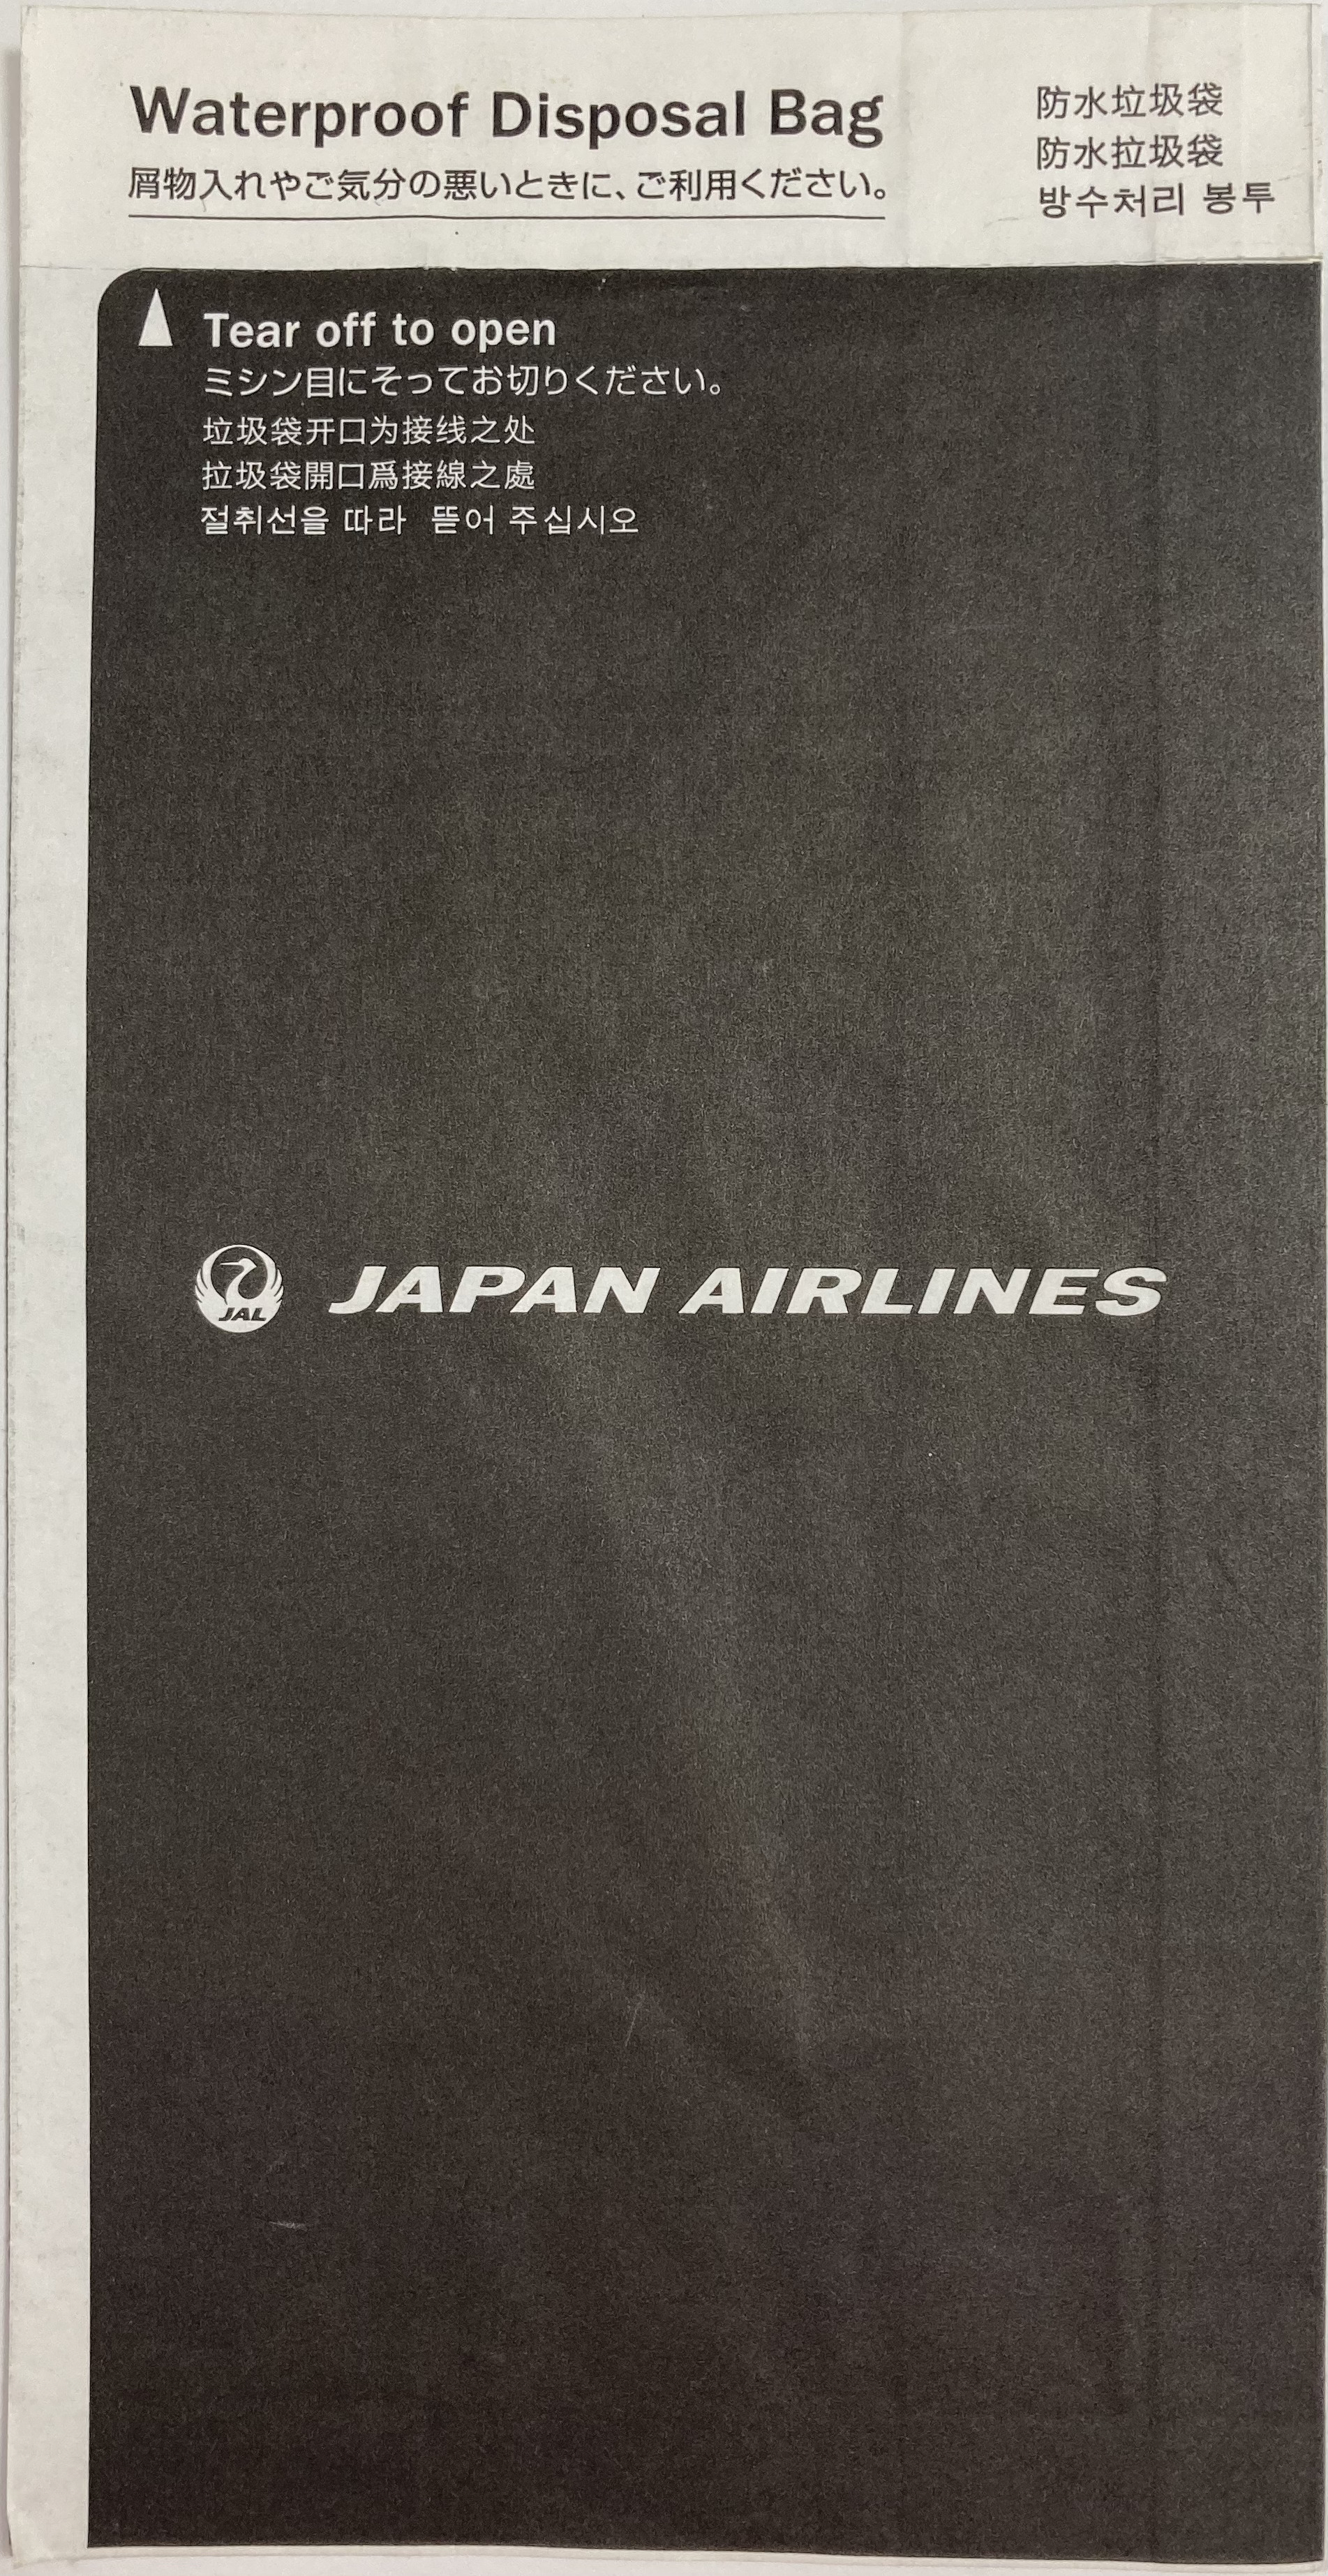 Waterproof Disposal Bag
屑物入れやご気分の悪いときに、ご利用ください。
防水垃圾袋
防水拉圾袋
방수처리 봉투
Tear off to open
ミシン目にそってお切りください。
垃圾袋开口为接线之处
拉圾袋開口爲接線之處
절취선을 따라 뜯어 주십시오
JAL
JAPAN AIRLINES